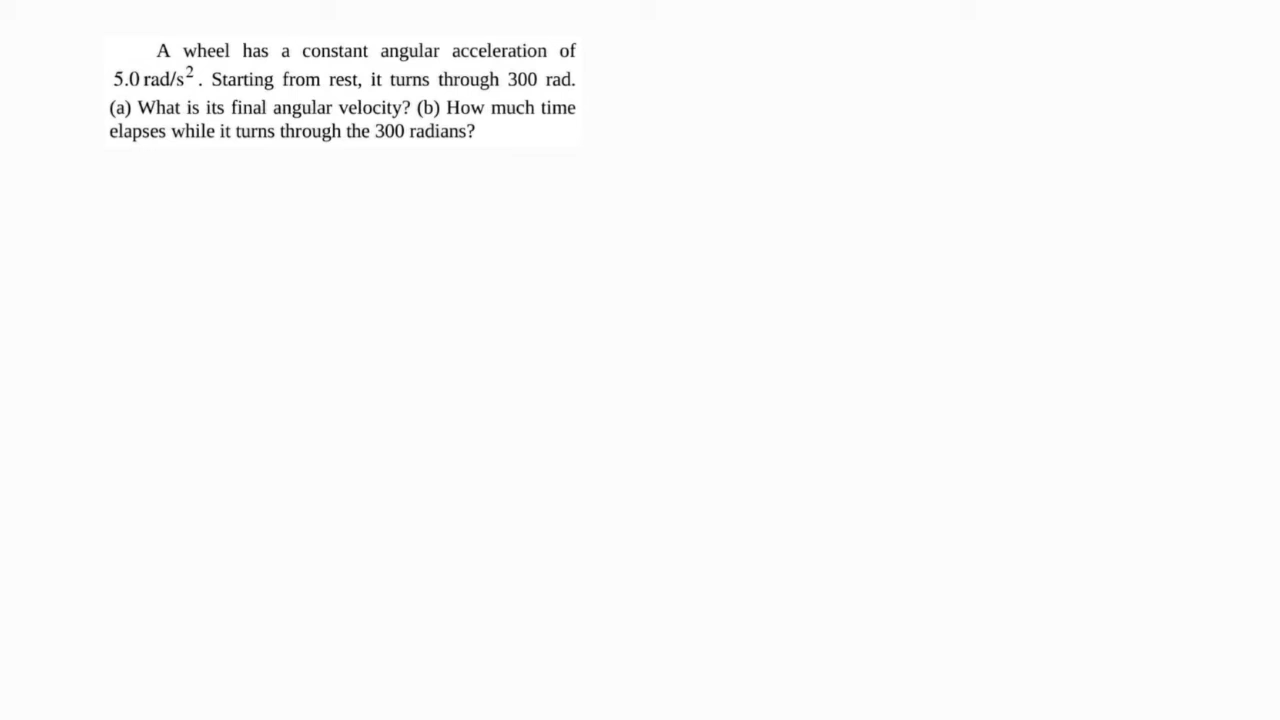 A wheel has a constant angular acceleration of
5.0 rad/s². Starting from rest, it turns through 300 rad.
(a) What is its final angular velocity? (b) How much time
elapses while it turns through the 300 radians?